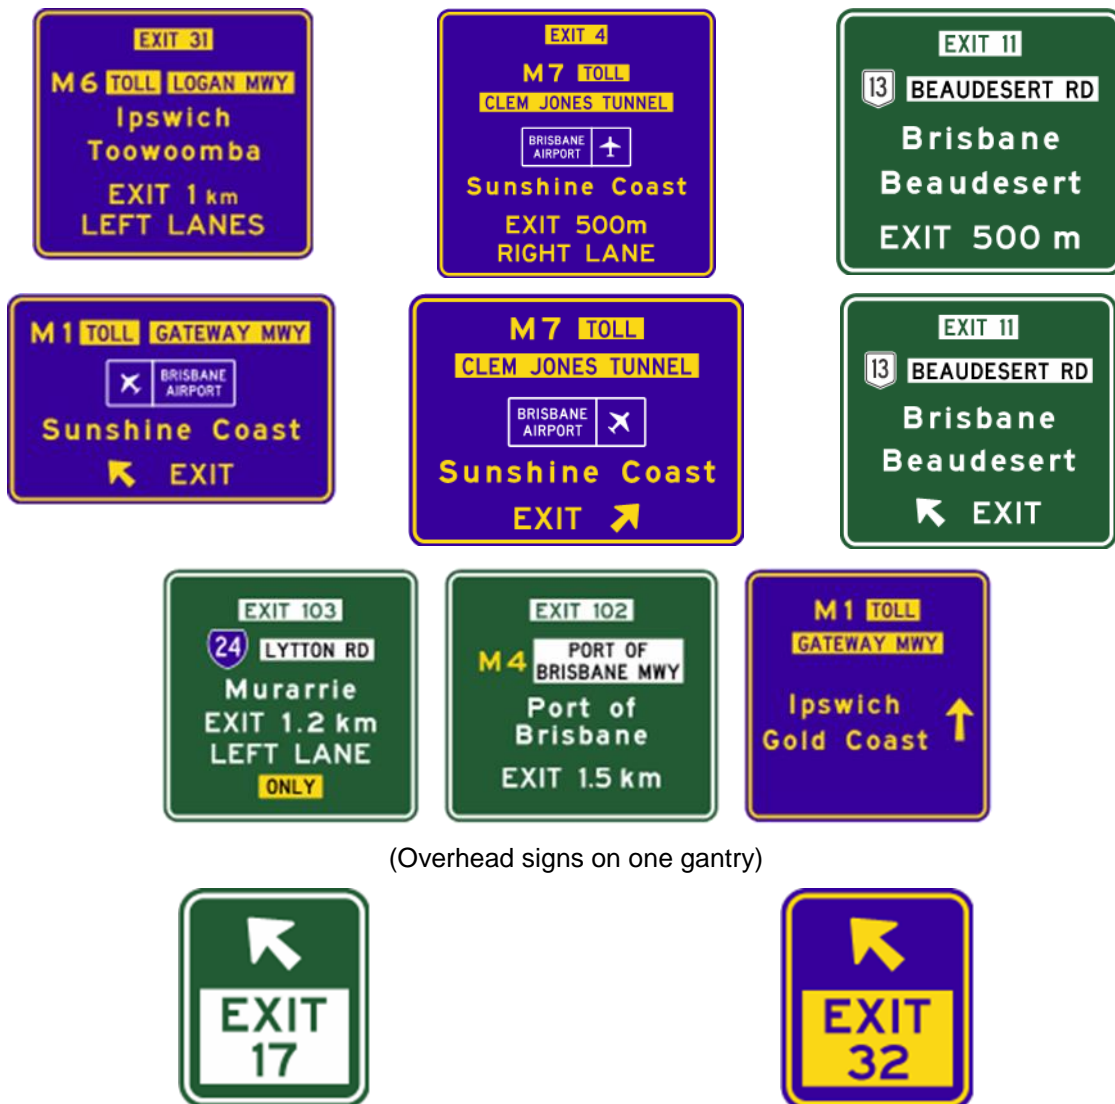 EXIT 31
M6 TOLL LOGAN MWY
Ipswich
Toowoomba
EXIT 1 km
LEFT LANES
EXIT 4
M7 TOLL
CLEM JONES TUNNEL
BRISBANE
AIRPORT
Sunshine Coast
EXIT 500m
RIGHT LANE
EXIT 11
13 BEAUDESERT RD
Brisbane
Beaudesert
EXIT 500 m
M1 TOLL GATEWAY MWY
BRISBANE
AIRPORT
Sunshine Coast
EXIT
M7 TOLL
CLEM JONES TUNNEL
BRISBANE
AIRPORT
Sunshine Coast
EXIT
EXIT 11
13 BEAUDESERT RD
Brisbane
Beaudesert
EXIT
EXIT 103
24 LYTTON RD
Murarrie
EXIT 1.2 km
LEFT LANE
ONLY
EXIT 102
M4 PORT OF
BRISBANE MWY
Port of
Brisbane
EXIT 1.5 km
M1 TOLL
GATEWAY MWY
Ipswich
Gold Coast
(Overhead signs on one gantry)
EXIT
17
EXIT
32